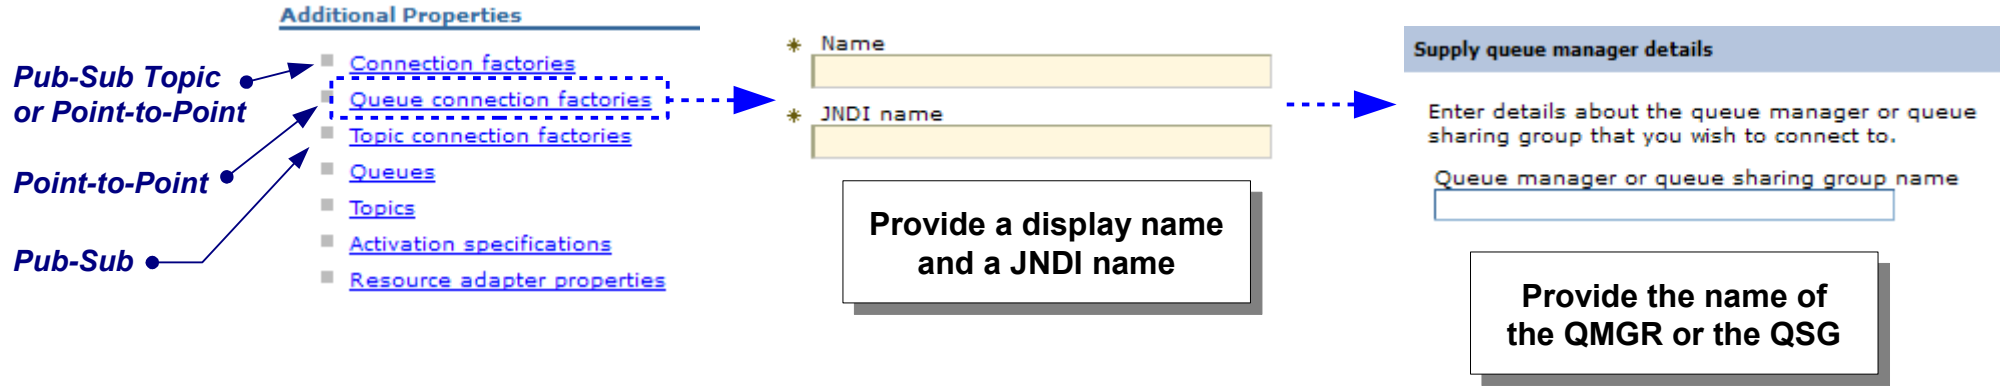 Additional Properties
Pub-Sub Topic
or Point-to-Point
Point-to-Point
Pub-Sub
Connection factories
Queue connection factories
Topic connection factories
Queues
Topics
Activation specifications
Resource adapter properties
* Name
* JNDI name
Provide a display name
and a JNDI name
Supply queue manager details
Enter details about the queue manager or queue
sharing group that you wish to connect to.
Queue manager or queue sharing group name
Provide the name of
the QMGR or the QSG